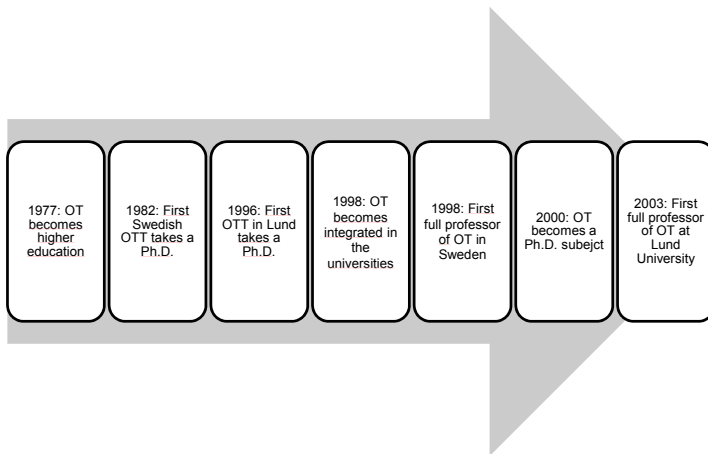 1977: OT
becomes
higher
education
1982: First
Swedish
OTT takes a
Ph.D.
1996: First
OTT in Lund
takes a
Ph.D.
1998: OT
becomes
integrated in
the
universities
1998: First
full professor
of OT in
Sweden
2000: OT
becomes a
Ph.D. subejct
2003: First
full professor
of OT at
Lund
University